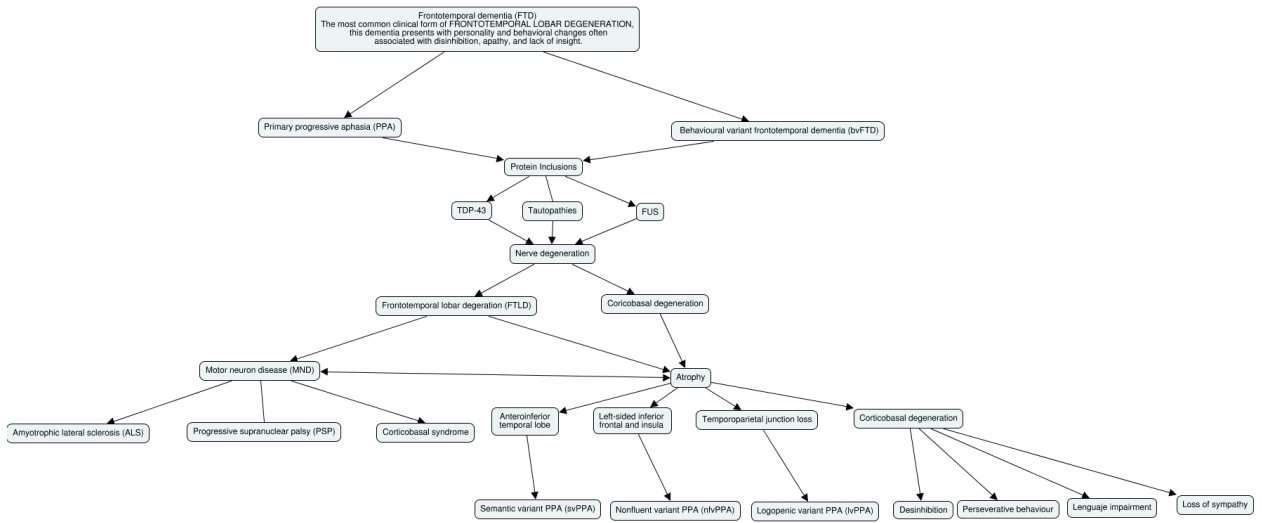 Frontotemporal dementia (FTD)
The most common clinical form of FRONTOTEMPORAL LOBAR DEGENERATION,
this dementia presents with personality and behavioral changes often
associated with disinhibition, apathy, and lack of insight.
Primary progressive aphasia (PPA)
Behavioural variant frontotemporal dementia (bvFTD)
Protein Inclusions
TDP-43
Tautopathies
FUS
Nerve degeneration
Frontotemporal lobar degeration (FTLD)
Coricobasal degeneration
Motor neuron disease (MND)
Atrophy
Amyotrophic lateral sclerosis (ALS)
Progressive supranuclear palsy (PSP)
Corticobasal syndrome
Anteroinferior
temporal lobe
Left-sided inferior
frontal and insula
Temporoparietal junction loss
Corticobasal degeneration
Semantic variant PPA (svPPA)
Nonfluent variant PPA (nfvPPA)
Logopenic variant PPA (lvPPA)
Desinhibition
Perseverative behaviour
Lenguaje impairment
Loss of sympathy